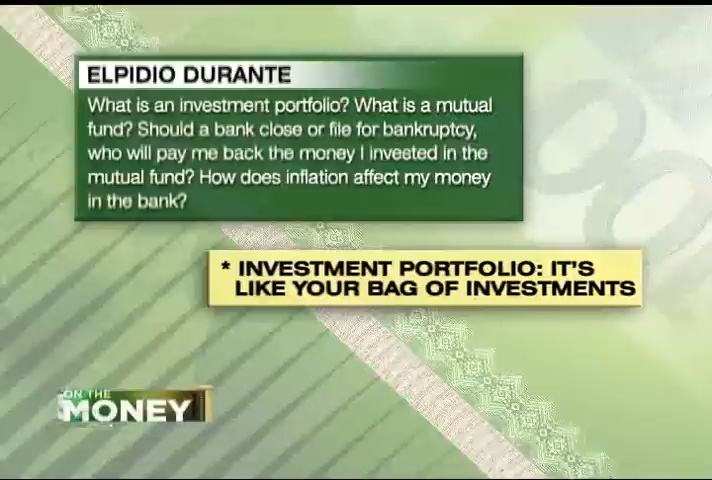 ELPIDIO DURANTE
What is an investment portfolio? What is a mutual
fund? Should a bank close or file for bankruptcy,
who will pay me back the money I invested in the
mutual fund? How does inflation affect my money
in the bank?
* INVESTMENT PORTFOLIO: IT'S
LIKE YOUR BAG OF INVESTMENTS
ON THE
MONEY